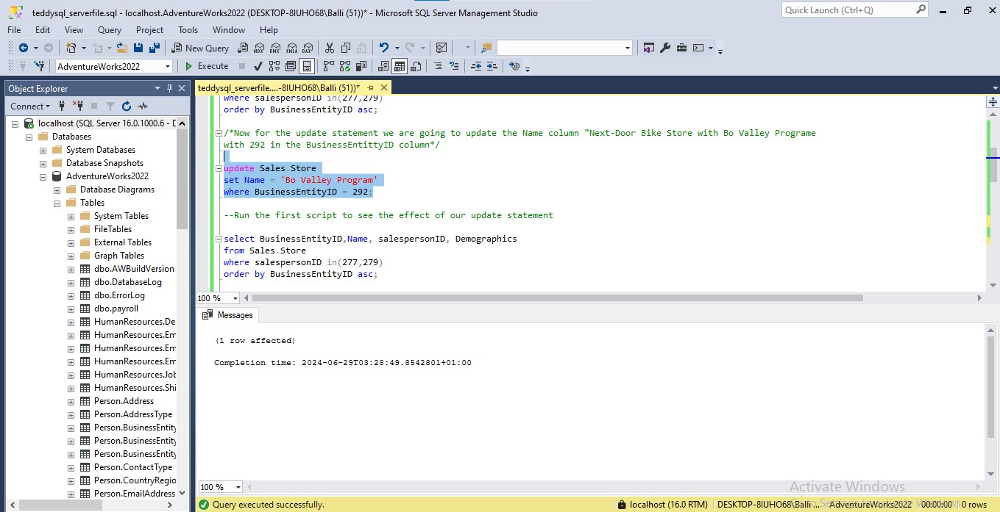 teddysql_serverfile.sql - localhost.AdventureWorks2022 (DESKTOP-8IUHO68\Balli (51))* - Microsoft SQL Server Management Studio
Quick Launch (Ctrl+Q)
File Edit View Query Project Tools Window Help
New Query
MDX DMX XMLA DAX
AdventureWorks2022
Execute
Object Explorer
teddysql_serverfile....-8IUHO68\Balli (51))*
Connect
localhost (SQL Server 16.0.1000.6 - D
Databases
System Databases
Database Snapshots
AdventureWorks2022
Database Diagrams
Tables
System Tables
FileTables
External Tables
Graph Tables
dbo.AWBuildVersion
dbo.DatabaseLog
dbo.ErrorLog
dbo.payroll
HumanResources.De
HumanResources.Em
HumanResources.Em
HumanResources.Em
HumanResources.Job
HumanResources.Shi
Person.Address
Person.AddressType
Person.BusinessEntity
Person.BusinessEntity
Person.BusinessEntity
Person.ContactType
Person.CountryRegio
Person.EmailAddress
where salespersonID in(277,279)
order by BusinessEntityID asc;
/*Now for the update statement we are going to update the Name column "Next-Door Bike Store with Bo Valley Programe
with 292 in the BusinessEntittyID column*/
update Sales.Store
set Name = 'Bo Valley Program'
where BusinessEntityID = 292;
--Run the first script to see the effect of our update statement
select BusinessEntityID,Name, salespersonID, Demographics
from Sales.Store
where salespersonID in(277,279)
order by BusinessEntityID asc;
100 %
Messages
(1 row affected)
Completion time: 2024-06-29T03:28:49.8542801+01:00
100 %
Activate Windows
Go to Settings to activate Windows.
Query executed successfully.
localhost (16.0 RTM)
DESKTOP-8IUHO68\Balli ...
AdventureWorks2022
00:00:00
0 rows